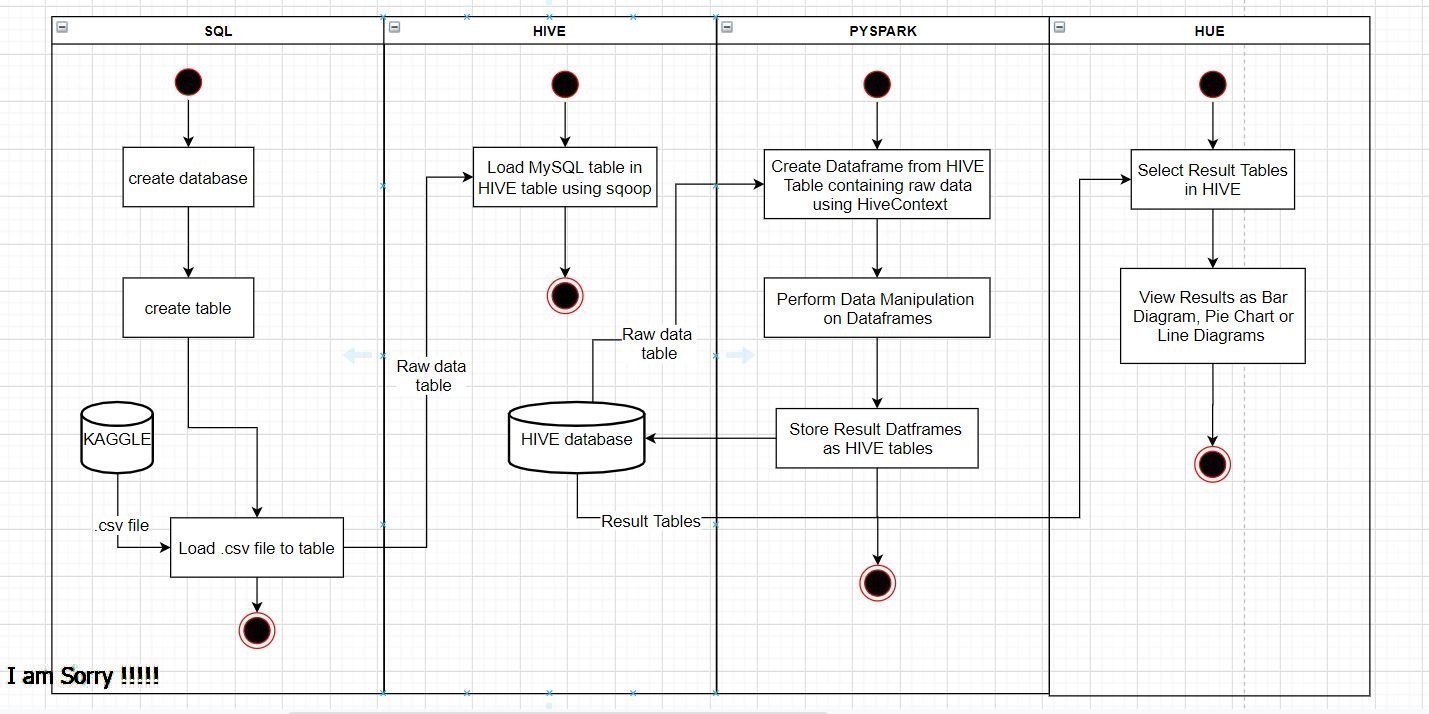 SQL
HIVE
PYSPARK
HUE
create database
create table
KAGGLE
.csv file
Load .csv file to table
Raw data
table
Load MySQL table in
HIVE table using sqoop
Raw data
table
HIVE database
Result Tables
Create Dataframe from HIVE
Table containing raw data
using HiveContext
Perform Data Manipulation
on Dataframes
Store Result Datframes
as HIVE tables
Select Result Tables
in HIVE
View Results as Bar
Diagram, Pie Chart or
Line Diagrams
I am Sorry !!!!!